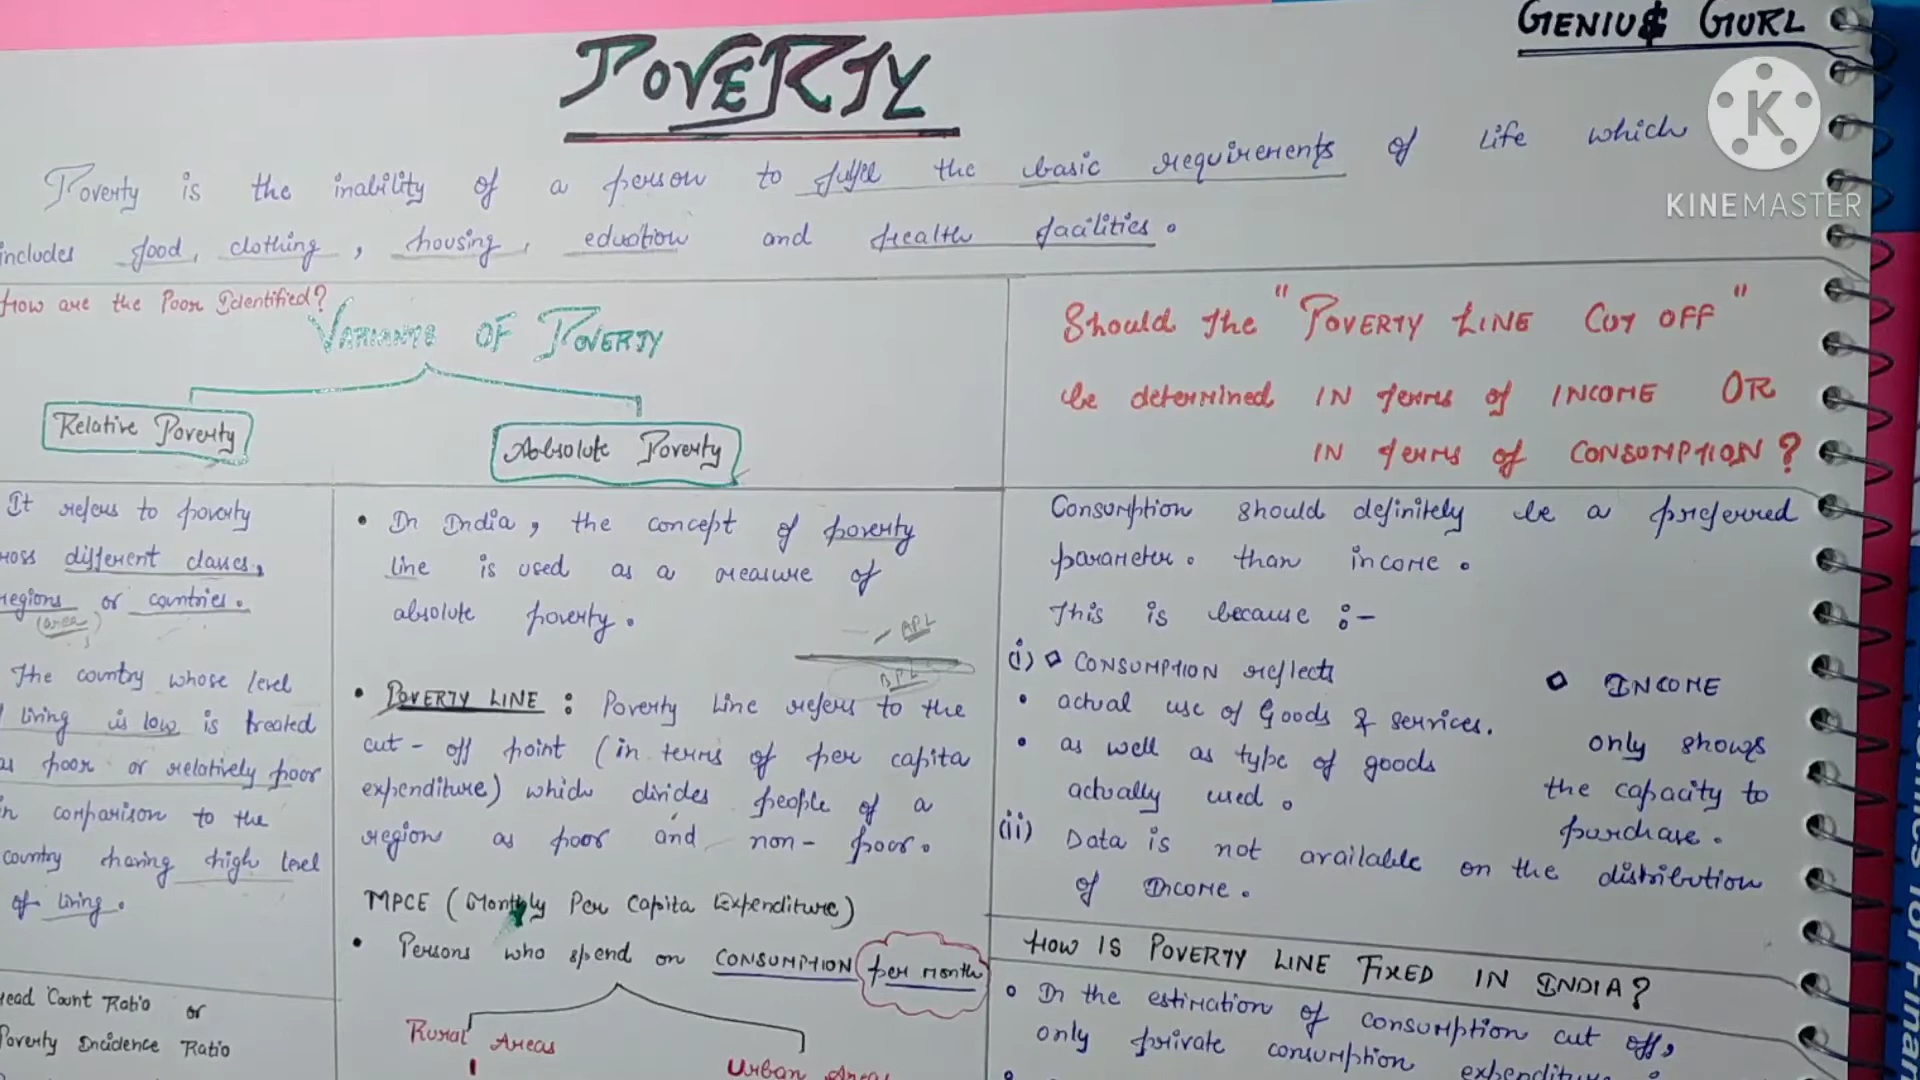 GENIU$ GIURL
POVERTY
K
KINEMASTER
Poverty is the inability of a person to fulfil the basic requirements of life which
includes food, clothing, housing, eduction and health facilities.
How are the Poor Identified?
VARIANTS OF POVERTY
Relative Poverty
Absolute Poverty
It refers to poverty
ross different classes,
regions or countries.
(area)
The country whose level
living is low is treated
as poor or relatively poor
in comparison to the
country having high level
of living.
ead Count Ratio or
Poverty Incidence Ratio
• In India, the concept of poverty
line is used as a measure of
absolute poverty.
APL
BPL
• POVERTY LINE : Poverty Line refers to the
cut-off point (in terms of per capita
expenditure) which divides people of a
region as poor and non-poor.
MPCE (Monthly Per Capita Expenditure)
• Persons who spend on CONSUMPTION per month
Rural Areas
Urban Areas
Should the "POVERTY LINE CUT OFF"
be determined IN terms of INCOME OR
IN terms of CONSUMPTION?
Consumption should definitely be a preferred
parameter. than income.
This is because :-
(i) ◇ CONSUMPTION reflects
• actual use of Goods & services.
• as well as type of goods
actually used.
◇ INCOME
only shows
the capacity to
purchase.
(ii) Data is not available on the distribution
of Income.
HOW IS POVERTY LINE FIXED IN INDIA?
• In the estimation of consumption cut off,
only private consumption expenditure